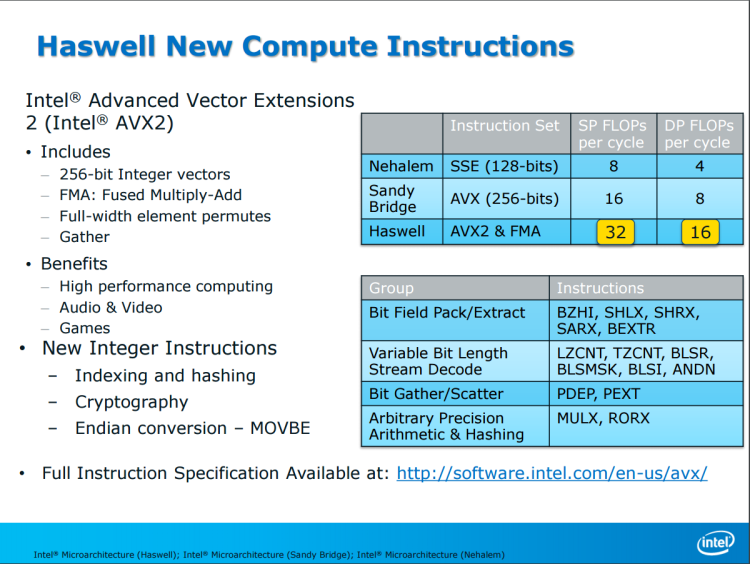 Haswell New Compute Instructions
Intel® Advanced Vector Extensions
2 (Intel® AVX2)
• Includes
– 256-bit Integer vectors
– FMA: Fused Multiply-Add
– Full-width element permutes
– Gather
• Benefits
– High performance computing
– Audio & Video
– Games
• New Integer Instructions
– Indexing and hashing
– Cryptography
– Endian conversion – MOVBE
Instruction Set SP FLOPs per cycle DP FLOPs per cycle
Nehalem SSE (128-bits) 8 4
Sandy Bridge AVX (256-bits) 16 8
Haswell AVX2 & FMA 32 16
Group Instructions
Bit Field Pack/Extract BZHI, SHLX, SHRX,
SARX, BEXTR
Variable Bit Length LZCNT, TZCNT, BLSR,
Stream Decode BLSMSK, BLSI, ANDN
Bit Gather/Scatter PDEP, PEXT
Arbitrary Precision MULX, RORX
Arithmetic & Hashing
• Full Instruction Specification Available at: http://software.intel.com/en-us/avx/
Intel® Microarchitecture (Haswell); Intel® Microarchitecture (Sandy Bridge); Intel® Microarchitecture (Nehalem)
intel